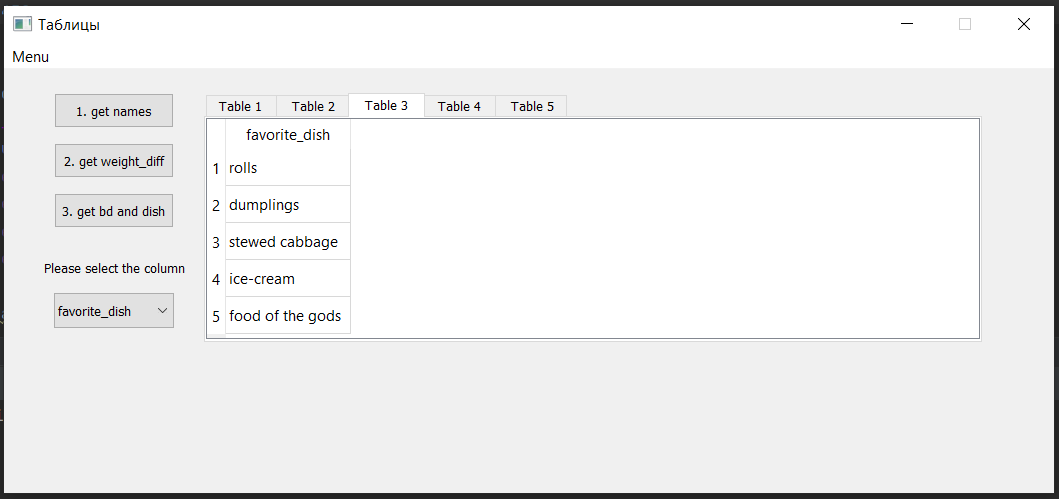 Таблицы
Menu
1. get names
2. get weight_diff
3. get bd and dish
Please select the column
favorite_dish
Table 1 Table 2 Table 3 Table 4 Table 5
favorite_dish
1 rolls
2 dumplings
3 stewed cabbage
4 ice-cream
5 food of the gods